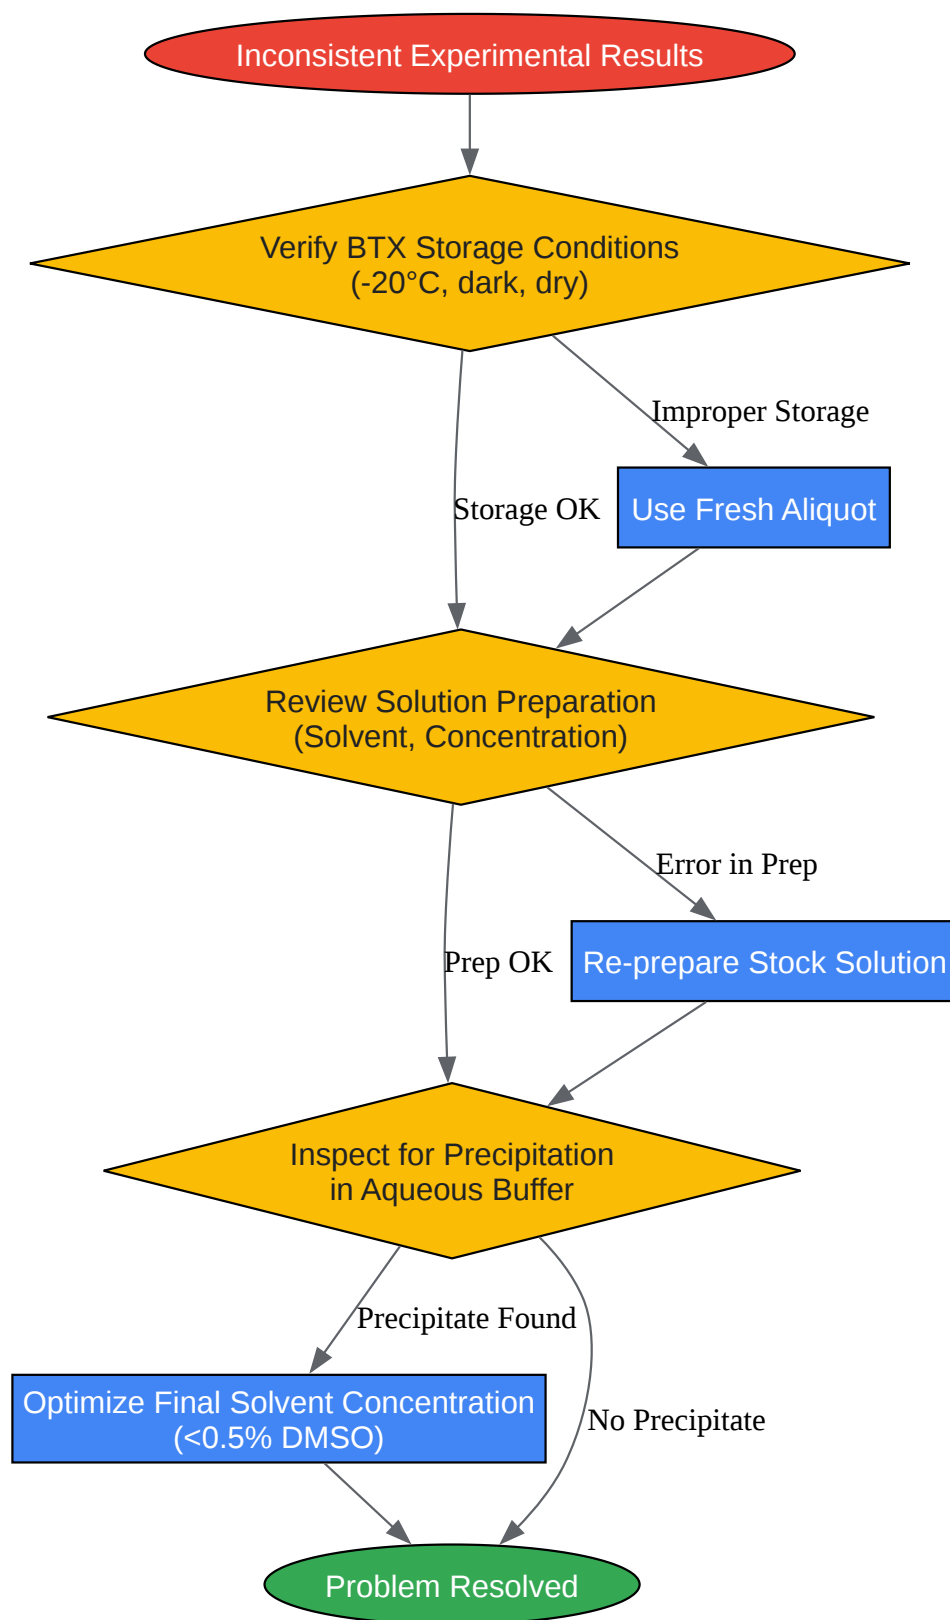 Inconsistent Experimental Results
Verify BTX Storage Conditions
(-20°C, dark, dry)
Improper Storage
Storage OK
Use Fresh Aliquot
Review Solution Preparation
(Solvent, Concentration)
Error in Prep
Prep OK
Re-prepare Stock Solution
Inspect for Precipitation
in Aqueous Buffer
Precipitate Found
Optimize Final Solvent Concentration
(<0.5% DMSO)
No Precipitate
Problem Resolved